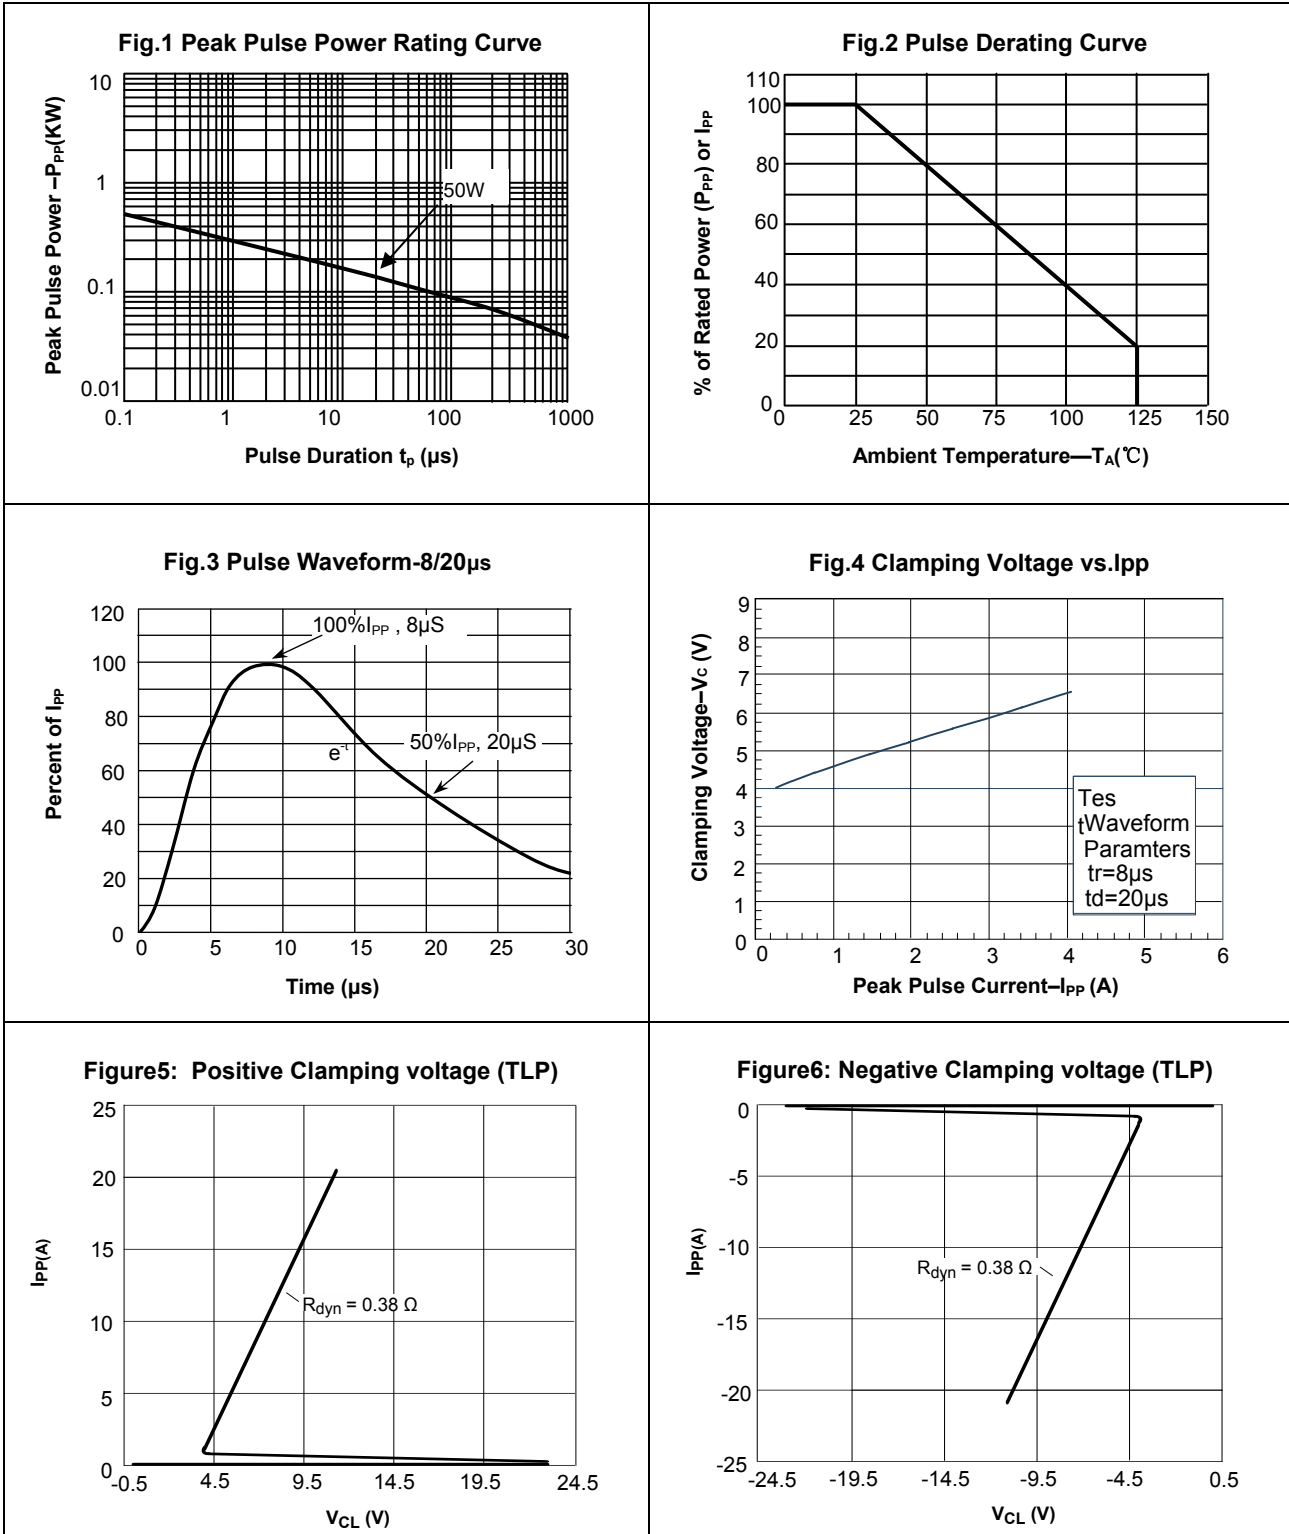 Fig.1 Peak Pulse Power Rating Curve
Peak Pulse Power –PPP(KW)
10
1
0.1
0.01
50W
0.1 1 10 100 1000
Pulse Duration tp (µs)
Fig.2 Pulse Derating Curve
% of Rated Power (PPP) or IPP
110
100
80
60
40
20
0
0 25 50 75 100 125 150
Ambient Temperature—TA(℃)
Fig.3 Pulse Waveform-8/20µs
Percent of IPP
120
100
80
60
40
20
0
100%IPP , 8µS
e-t
50%IPP, 20µS
0 5 10 15 20 25 30
Time (µs)
Fig.4 Clamping Voltage vs.Ipp
Clamping Voltage–VC (V)
9
8
7
6
5
4
3
2
1
0
Tes
tWaveform
Paramters
tr=8µs
td=20µs
0 1 2 3 4 5 6
Peak Pulse Current–IPP (A)
Figure5: Positive Clamping voltage (TLP)
IPP(A)
25
20
15
10
5
0
Rdyn = 0.38 Ω
-0.5 4.5 9.5 14.5 19.5 24.5
VCL (V)
Figure6: Negative Clamping voltage (TLP)
IPP(A)
0
-5
-10
-15
-20
-25
Rdyn = 0.38 Ω
-24.5 -19.5 -14.5 -9.5 -4.5 0.5
VCL (V)